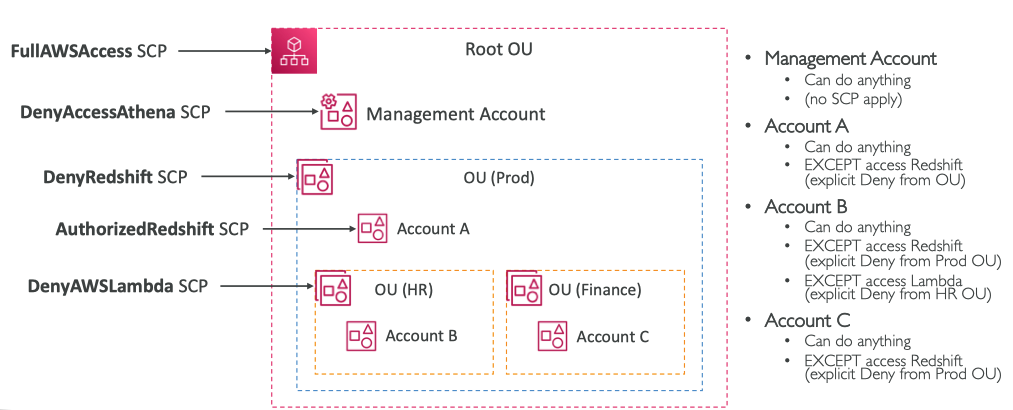 FullAWSAccess SCP
Root OU
DenyAccessAthena SCP
Management Account
DenyRedshift SCP
OU (Prod)
AuthorizedRedshift SCP
Account A
DenyAWSLambda SCP
OU (HR)
OU (Finance)
Account B
Account C
• Management Account
• Can do anything
• (no SCP apply)
• Account A
• Can do anything
• EXCEPT access Redshift
(explicit Deny from OU)
• Account B
• Can do anything
• EXCEPT access Redshift
(explicit Deny from Prod OU)
• EXCEPT access Lambda
(explicit Deny from HR OU)
• Account C
• Can do anything
• EXCEPT access Redshift
(explicit Deny from Prod OU)